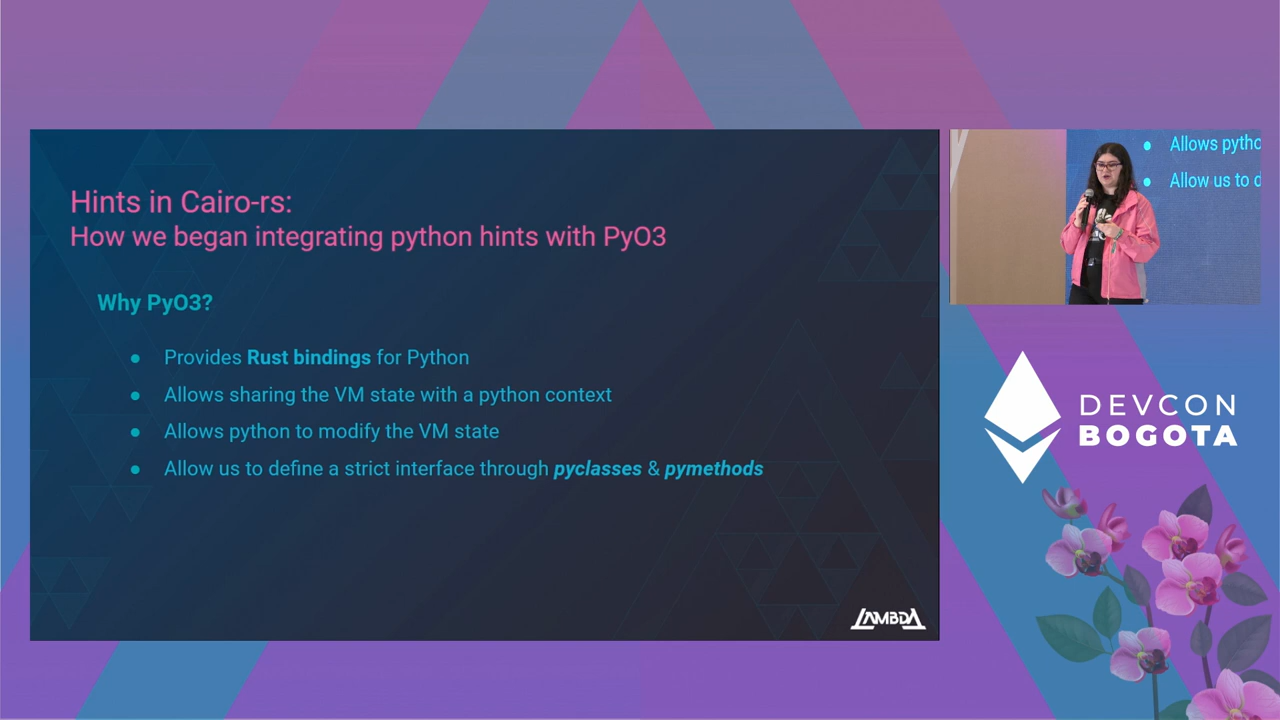 Hints in Cairo-rs:
How we began integrating python hints with PyO3
Why PyO3?
● Provides Rust bindings for Python
● Allows sharing the VM state with a python context
● Allows python to modify the VM state
● Allow us to define a strict interface through pyclasses & pymethods
LAMBDA
● Allows pytho
● Allow us to d
DEVCON
BOGOTA